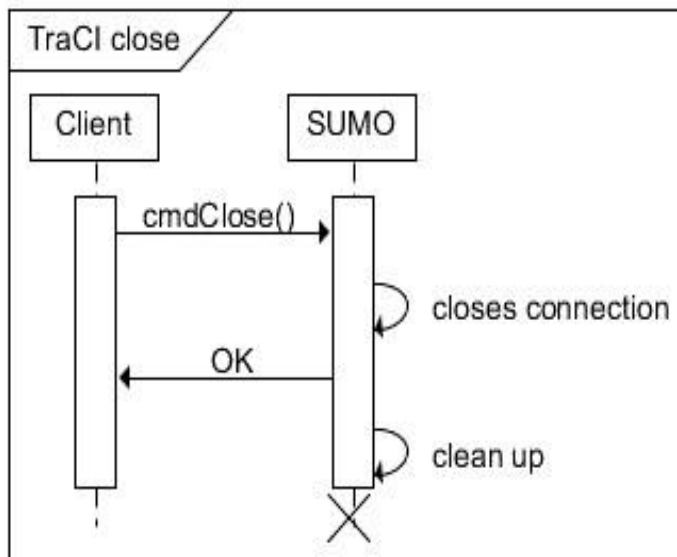 TraCI close
Client
SUMO
cmdClose()
closes connection
OK
clean up